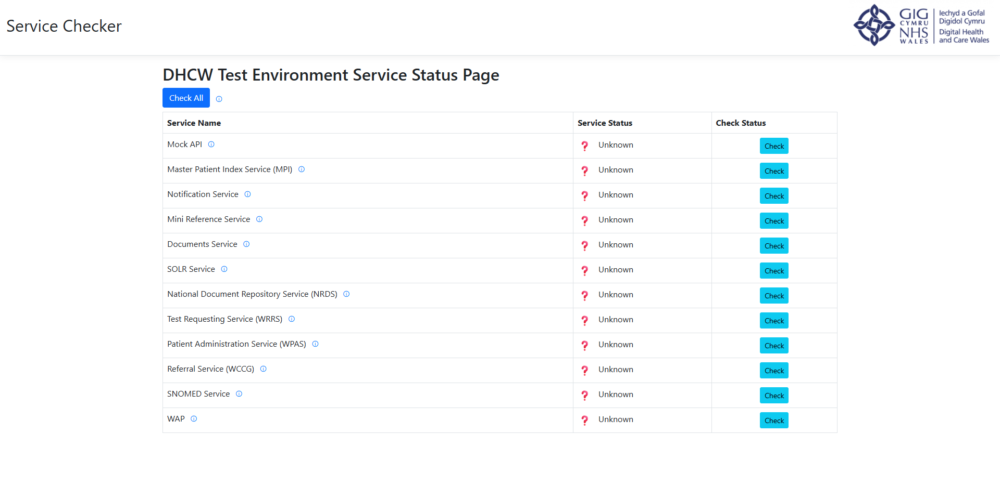 Service Checker
GIG
CYMRU
NHS
WALES
Iechyd a Gofal
Digidol Cymru
Digital Health
and Care Wales
DHCW Test Environment Service Status Page
Check All
Service Name Service Status Check Status
Mock API ❓ Unknown Check
Master Patient Index Service (MPI) ❓ Unknown Check
Notification Service ❓ Unknown Check
Mini Reference Service ❓ Unknown Check
Documents Service ❓ Unknown Check
SOLR Service ❓ Unknown Check
National Document Repository Service (NRDS) ❓ Unknown Check
Test Requesting Service (WRRS) ❓ Unknown Check
Patient Administration Service (WPAS) ❓ Unknown Check
Referral Service (WCCG) ❓ Unknown Check
SNOMED Service ❓ Unknown Check
WAP ❓ Unknown Check